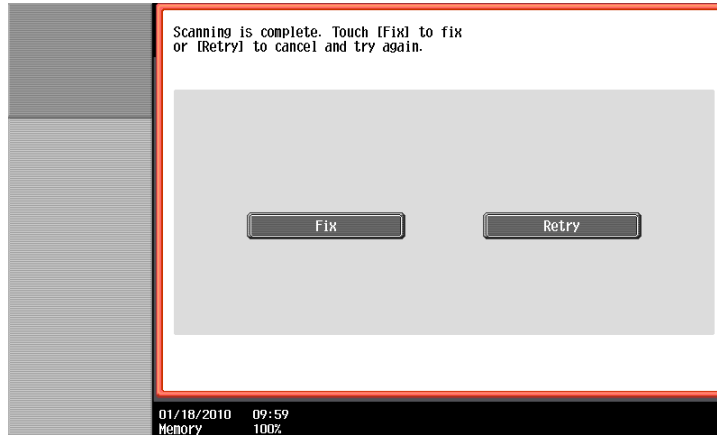 Scanning is complete. Touch [Fix] to fix
or [Retry] to cancel and try again.
Fix
Retry
01/18/2010 09:59
Memory 100%